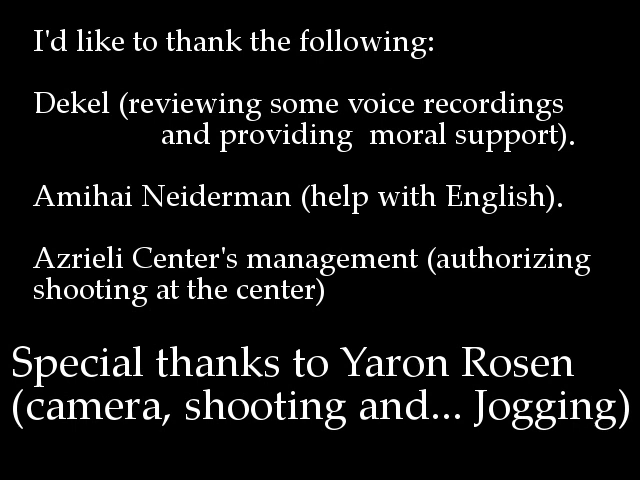 I'd like to thank the following:
Dekel (reviewing some voice recordings
and providing  moral support).
Amihai Neiderman (help with English).
Azrieli Center's management (authorizing
shooting at the center)
Special thanks to Yaron Rosen
(camera, shooting and... Jogging)